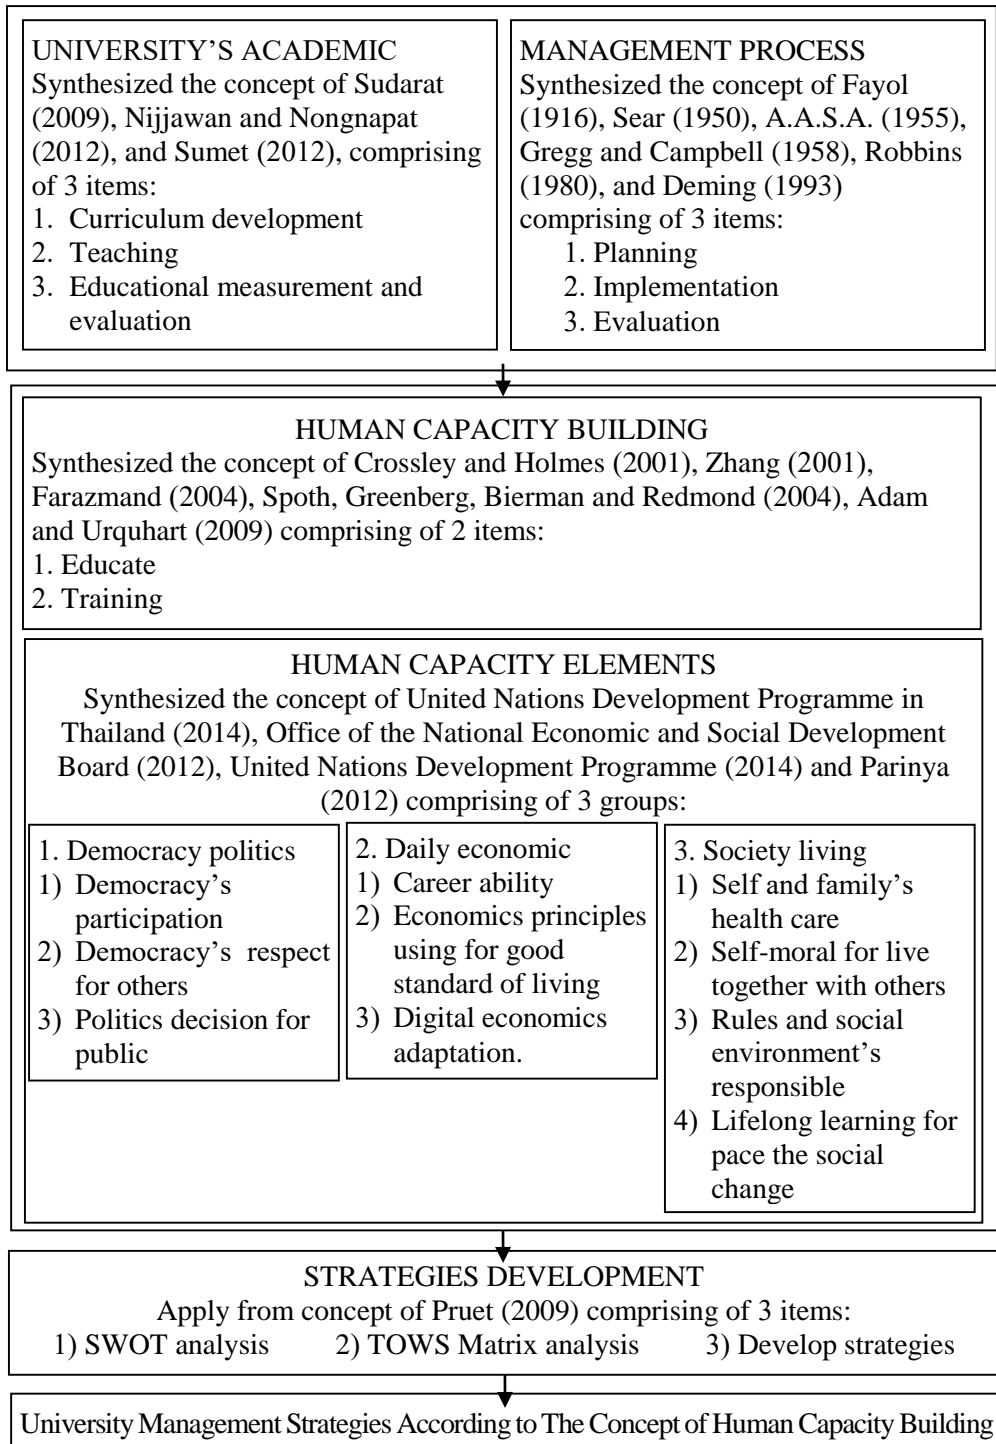 UNIVERSITY’S ACADEMIC
Synthesized the concept of Sudarat
(2009), Nijjawan and Nongnapat
(2012), and Sumet (2012), comprising
of 3 items:
1. Curriculum development
2. Teaching
3. Educational measurement and
evaluation
MANAGEMENT PROCESS
Synthesized the concept of Fayol
(1916), Sear (1950), A.A.S.A. (1955),
Gregg and Campbell (1958), Robbins
(1980), and Deming (1993)
comprising of 3 items:
1. Planning
2. Implementation
3. Evaluation
HUMAN CAPACITY BUILDING
Synthesized the concept of Crossley and Holmes (2001), Zhang (2001),
Farazmand (2004), Spoth, Greenberg, Bierman and Redmond (2004), Adam
and Urquhart (2009) comprising of 2 items:
1. Educate
2. Training
HUMAN CAPACITY ELEMENTS
Synthesized the concept of United Nations Development Programme in
Thailand (2014), Office of the National Economic and Social Development
Board (2012), United Nations Development Programme (2014) and Parinya
(2012) comprising of 3 groups:
1. Democracy politics
1) Democracy’s
participation
2) Democracy’s respect
for others
3) Politics decision for
public
2. Daily economic
1) Career ability
2) Economics principles
using for good
standard of living
3) Digital economics
adaptation.
3. Society living
1) Self and family’s
health care
2) Self-moral for live
together with others
3) Rules and social
environment’s
responsible
4) Lifelong learning for
pace the social
change
STRATEGIES DEVELOPMENT
Apply from concept of Pruet (2009) comprising of 3 items:
1) SWOT analysis 2) TOWS Matrix analysis 3) Develop strategies
University Management Strategies According to The Concept of Human Capacity Building